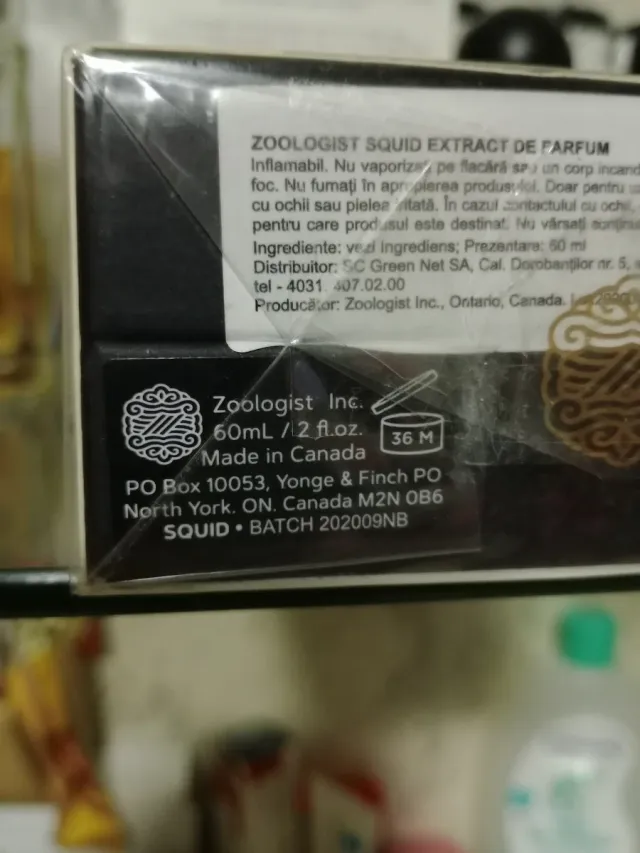 ZOOLOGIST SQUID EXTRACT DE PARFUM
Inflamabil. Nu vaporizați pe flacără sau un corp incand
foc. Nu fumați în apropierea produsului. Doar pentru
cu ochii sau pielea iritată. În cazul contactului cu ochii,
pentru care produsul este destinat. Nu vărsați
Ingrediente: vezi ingrediens; Prezentare: 60 ml
Distribuitor: SC Green Net SA, Cal. Dorobanților nr. 5,
tel - 4031. 407.02.00
Producător: Zoologist Inc., Ontario, Canada.
Zoologist Inc.
60mL / 2 fl.oz.
36 M
Made in Canada
PO Box 10053, Yonge & Finch PO
North York. ON. Canada M2N 0B6
SQUID • BATCH 202009NB